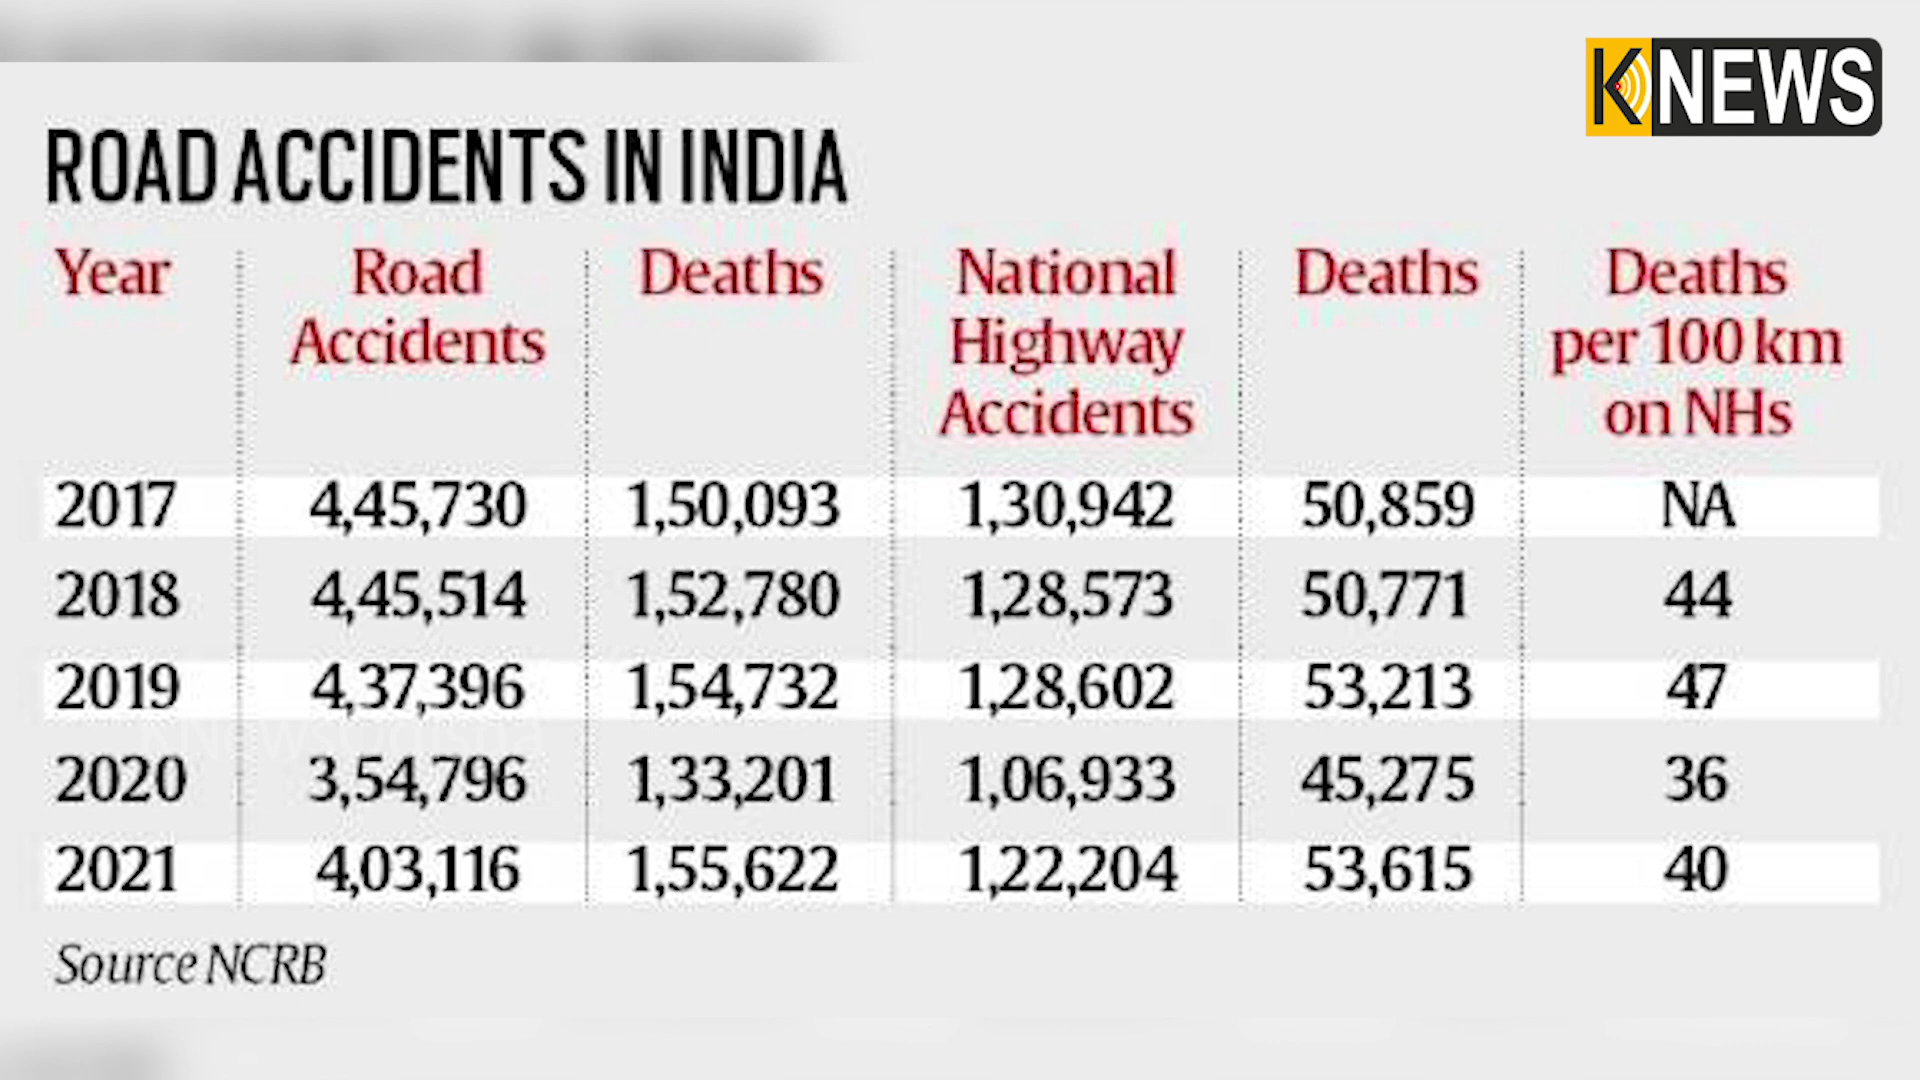 KNEWS
ROAD ACCIDENTS IN INDIA
Year Road Accidents Deaths National Highway Accidents Deaths Deaths per 100 km on NHs
2017 4,45,730 1,50,093 1,30,942 50,859 NA
2018 4,45,514 1,52,780 1,28,573 50,771 44
2019 4,37,396 1,54,732 1,28,602 53,213 47
KNewsOdisha
2020 3,54,796 1,33,201 1,06,933 45,275 36
2021 4,03,116 1,55,622 1,22,204 53,615 40
Source NCRB